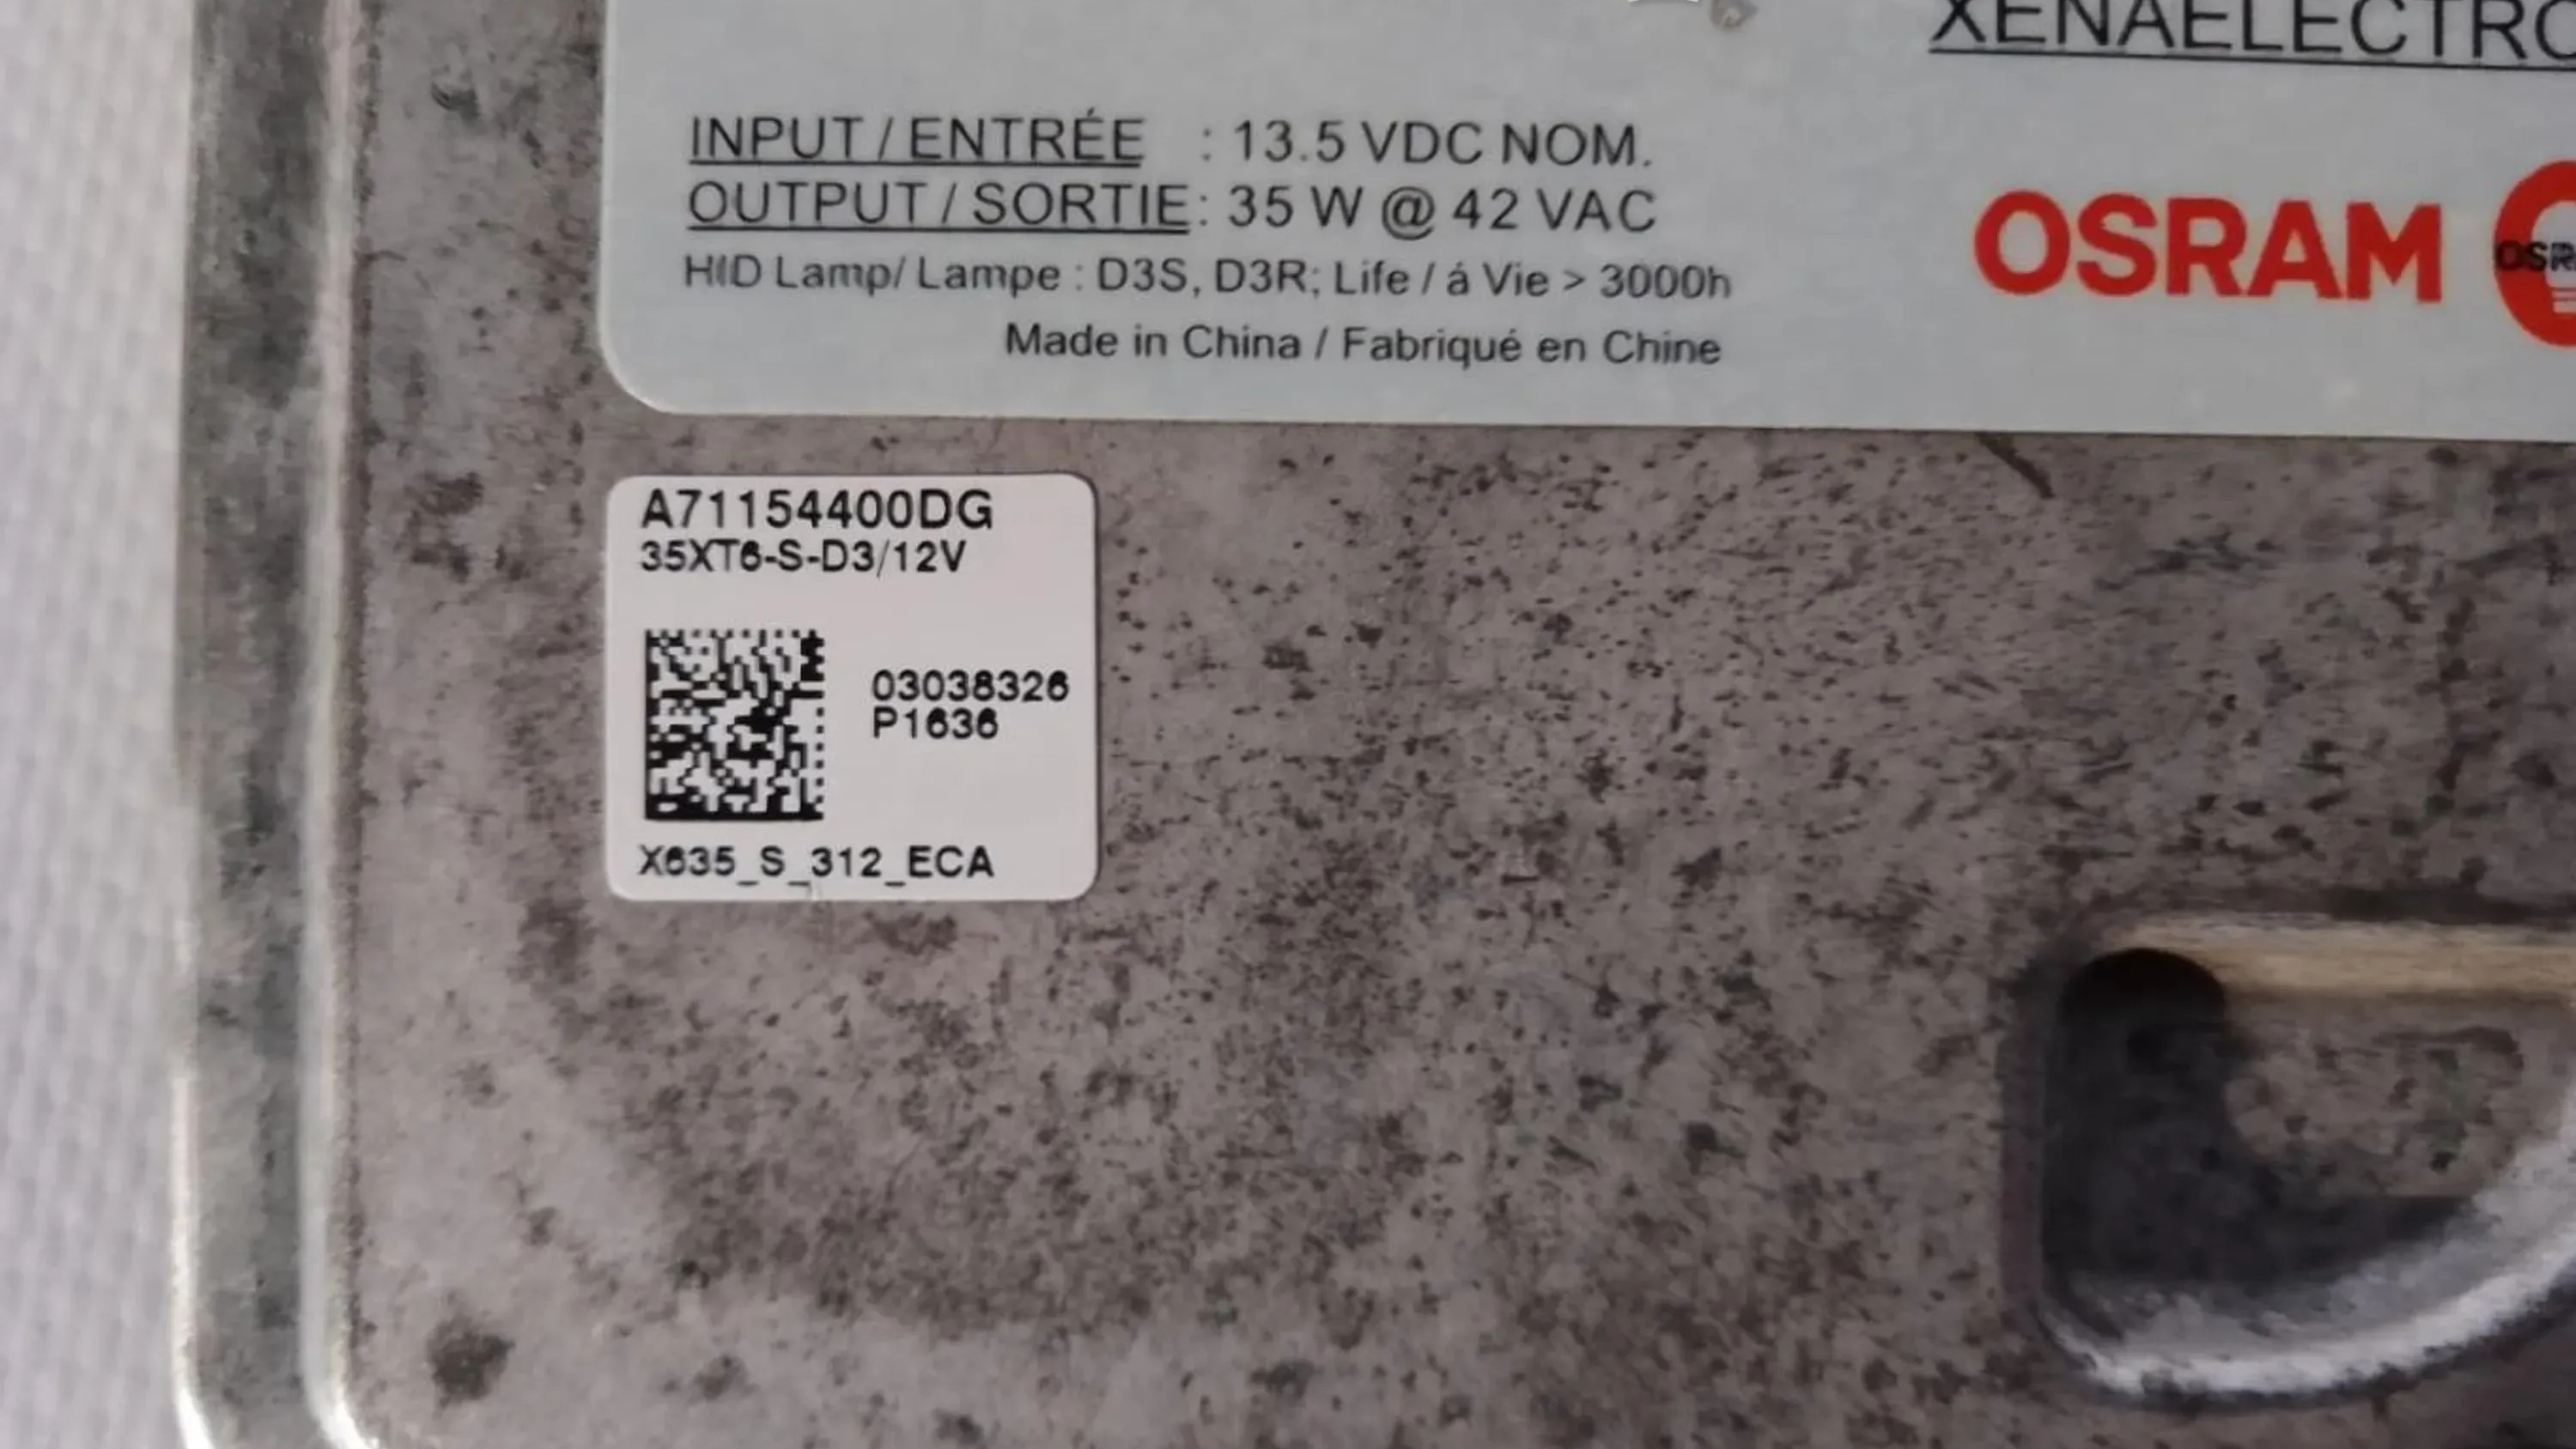 XENAELECTRO
INPUT / ENTRÉE : 13.5 VDC NOM.
OUTPUT / SORTIE : 35 W @ 42 VAC
HID Lamp/ Lampe : D3S, D3R; Life / á Vie > 3000h
Made in China / Fabriqué en Chine
OSRAM
A71154400DG
35XT6-S-D3/12V
03038326
P1636
X635_S_312_ECA